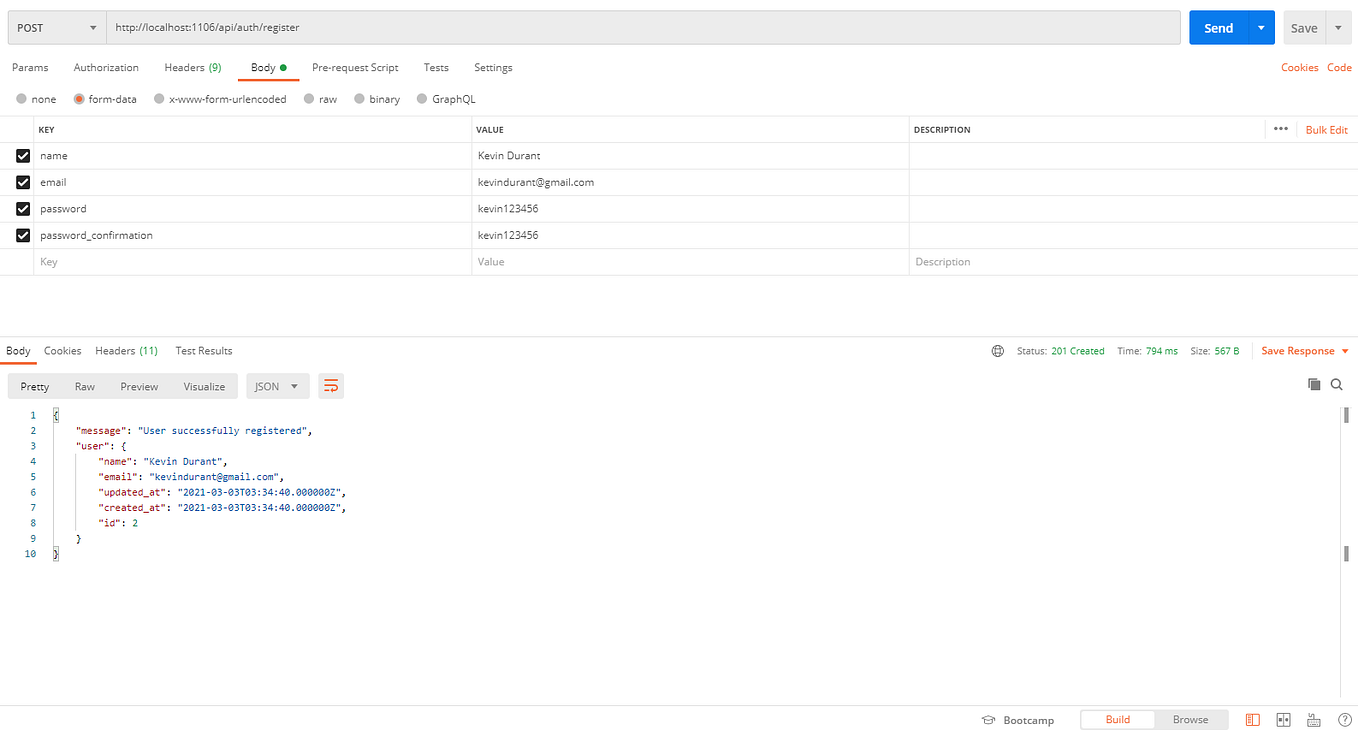 POST http://localhost:1106/api/auth/register Send Save
Params Authorization Headers (9) Body Pre-request Script Tests Settings Cookies Code
none form-data x-www-form-urlencoded raw binary GraphQL
KEY VALUE DESCRIPTION ••• Bulk Edit
name Kevin Durant
email kevindurant@gmail.com
password kevin123456
password_confirmation kevin123456
Key Value Description
Body Cookies Headers (11) Test Results Status: 201 Created Time: 794 ms Size: 567 B Save Response
Pretty Raw Preview Visualize JSON
1 {
2 "message": "User successfully registered",
3 "user": {
4 "name": "Kevin Durant",
5 "email": "kevindurant@gmail.com",
6 "updated_at": "2021-03-03T03:34:40.000000Z",
7 "created_at": "2021-03-03T03:34:40.000000Z",
8 "id": 2
9 }
10 }
Bootcamp Build Browse ?